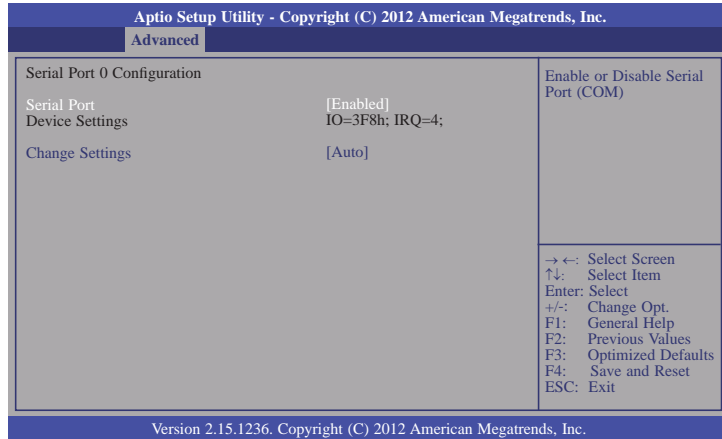 Aptio Setup Utility - Copyright (C) 2012 American Megatrends, Inc.
Advanced
Serial Port 0 Configuration
Serial Port [Enabled]
Device Settings IO=3F8h; IRQ=4;
Change Settings [Auto]
Enable or Disable Serial
Port (COM)
→ ←: Select Screen
↑↓: Select Item
Enter: Select
+/-: Change Opt.
F1: General Help
F2: Previous Values
F3: Optimized Defaults
F4: Save and Reset
ESC: Exit
Version 2.15.1236. Copyright (C) 2012 American Megatrends, Inc.